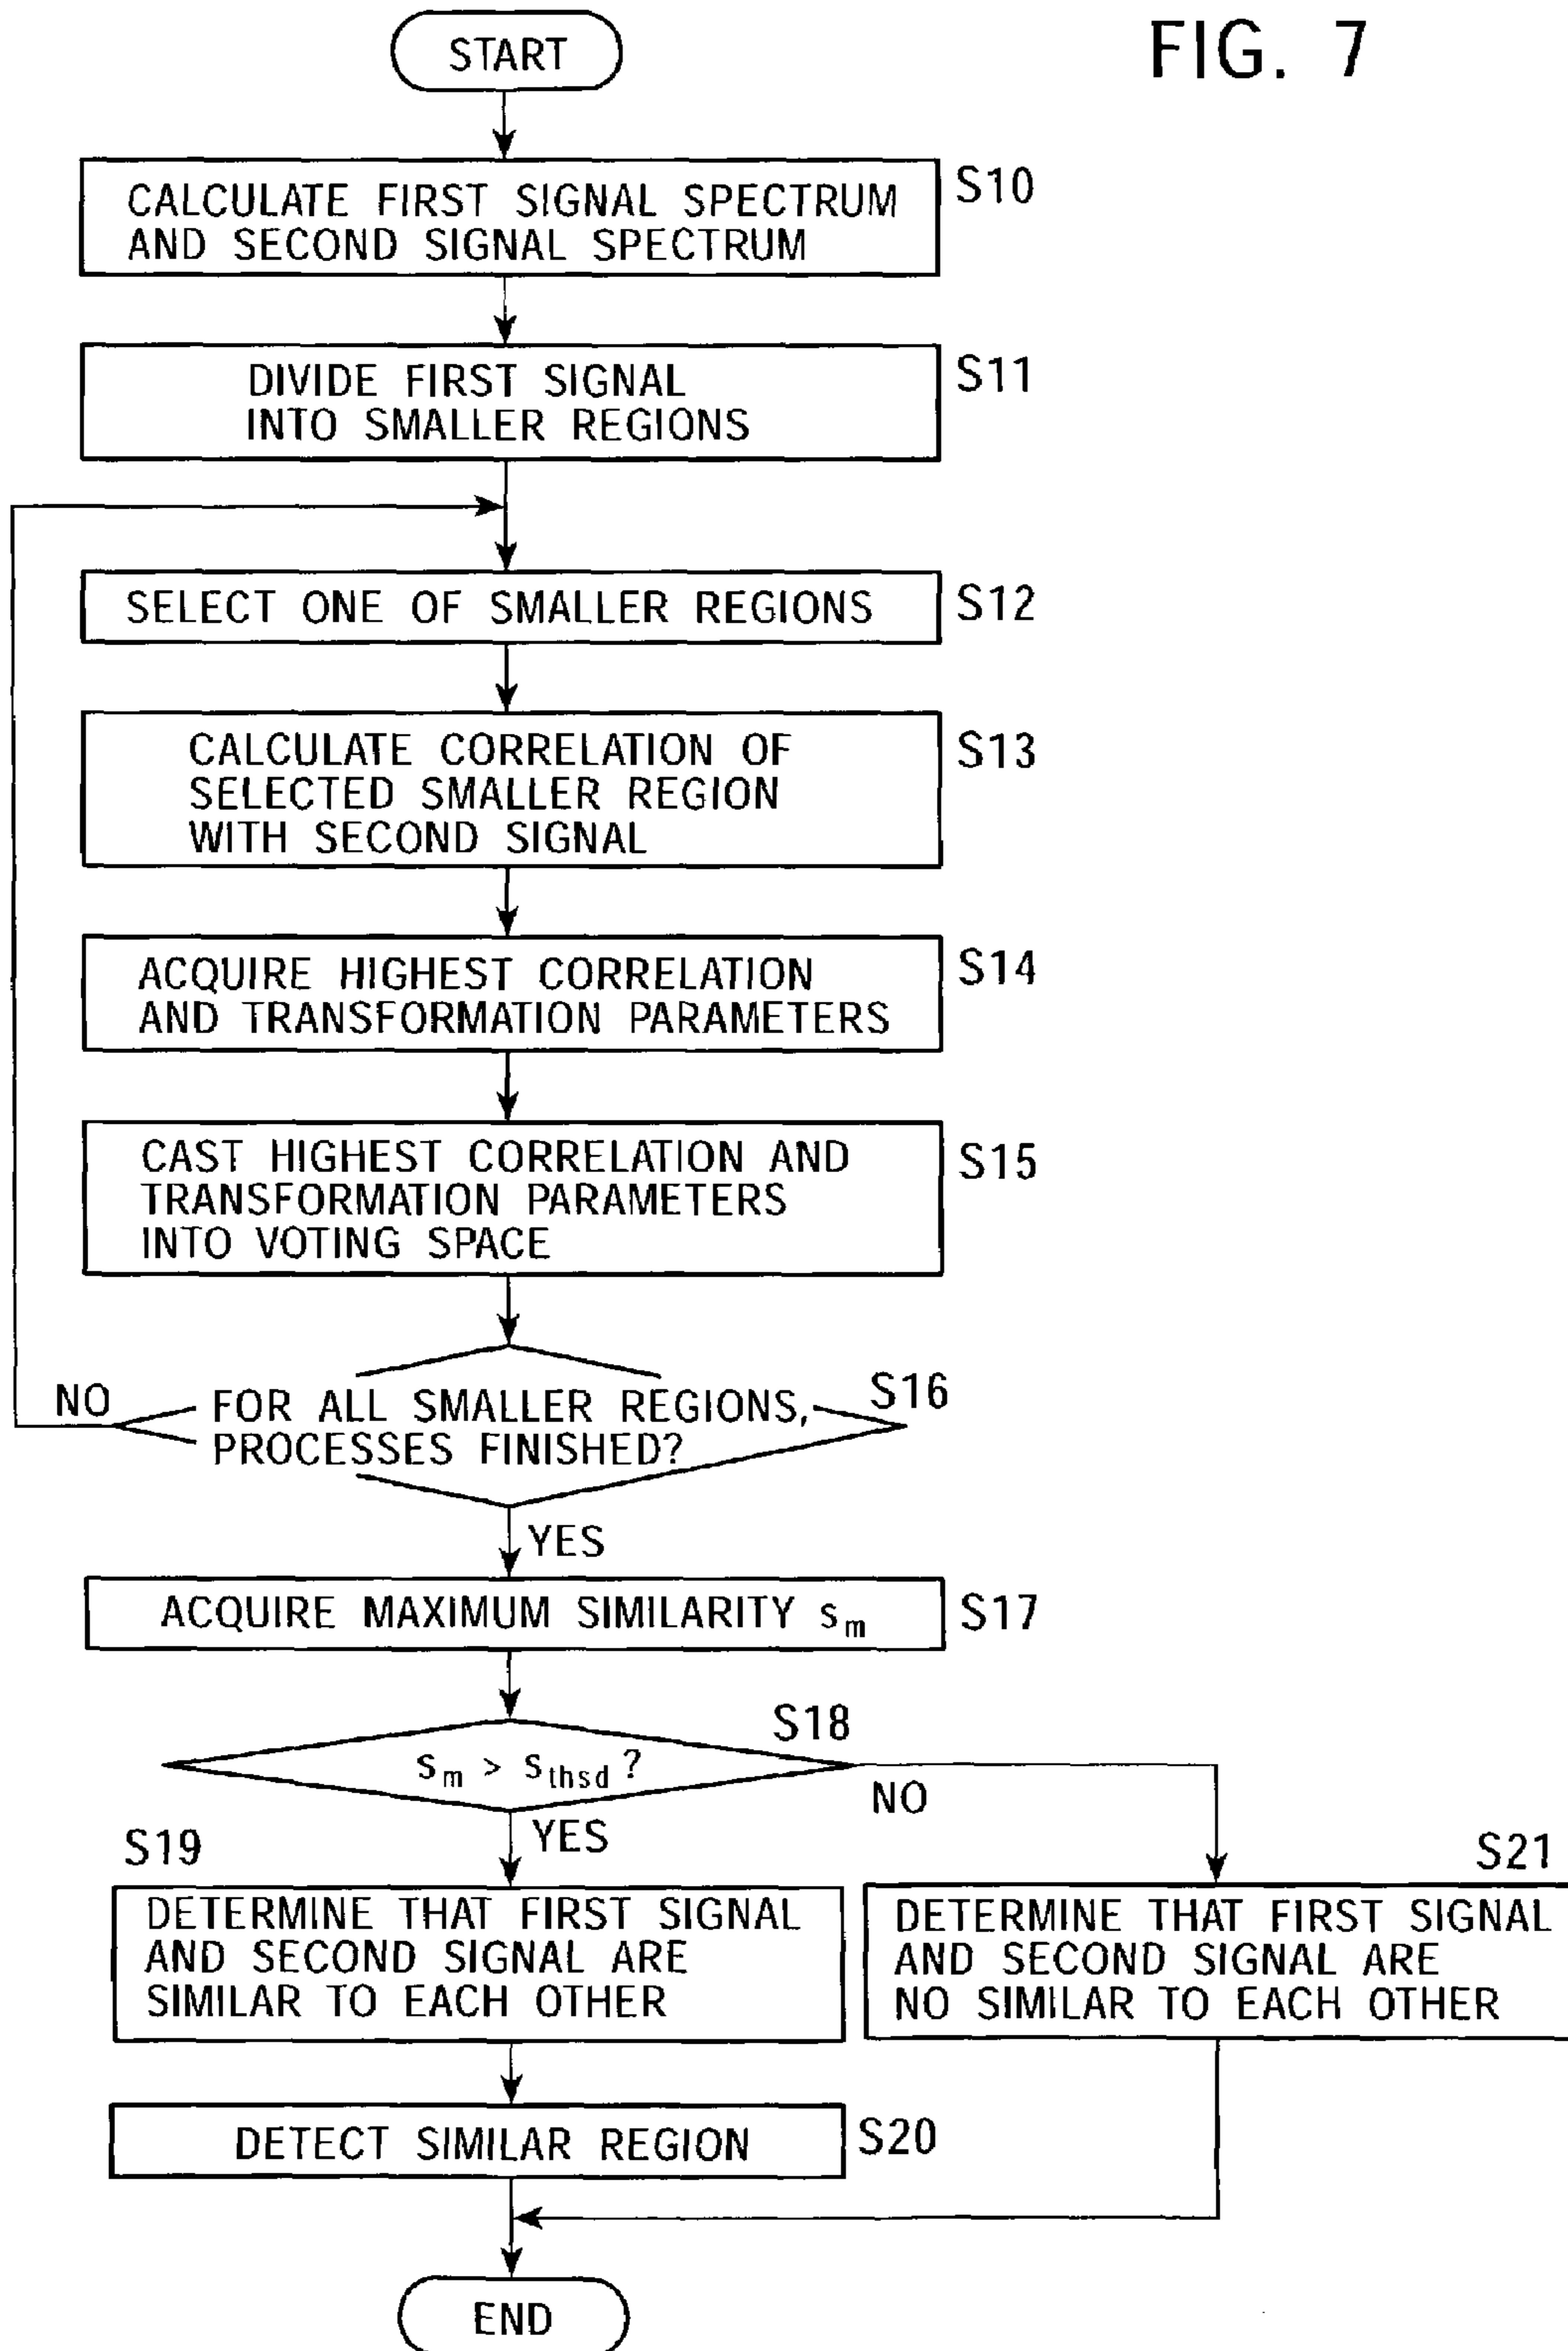 FIG. 7
START
CALCULATE FIRST SIGNAL SPECTRUM
AND SECOND SIGNAL SPECTRUM
S10
DIVIDE FIRST SIGNAL
INTO SMALLER REGIONS
S11
SELECT ONE OF SMALLER REGIONS
S12
CALCULATE CORRELATION OF
SELECTED SMALLER REGION
WITH SECOND SIGNAL
S13
ACQUIRE HIGHEST CORRELATION
AND TRANSFORMATION PARAMETERS
S14
CAST HIGHEST CORRELATION AND
TRANSFORMATION PARAMETERS
INTO VOTING SPACE
S15
NO
FOR ALL SMALLER REGIONS,
PROCESSES FINISHED?
S16
YES
ACQUIRE MAXIMUM SIMILARITY sm
S17
S18
sm > sthsd ?
NO
YES
S19
DETERMINE THAT FIRST SIGNAL
AND SECOND SIGNAL ARE
SIMILAR TO EACH OTHER
S21
DETERMINE THAT FIRST SIGNAL
AND SECOND SIGNAL ARE
NO SIMILAR TO EACH OTHER
DETECT SIMILAR REGION
S20
END